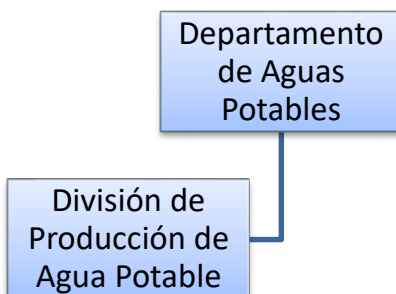 Departamento
de Aguas
Potables
División de
Producción de
Agua Potable